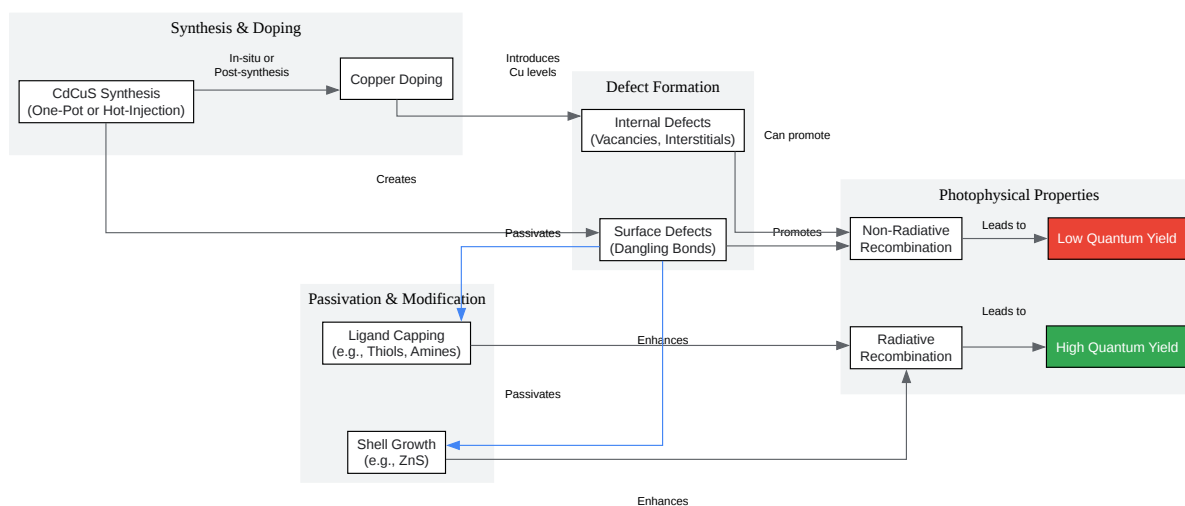 Synthesis & Doping
CdCuS Synthesis
(One-Pot or Hot-Injection)
In-situ or
Post-synthesis
Copper Doping
Introduces
Cu levels
Defect Formation
Internal Defects
(Vacancies, Interstitials)
Can promote
Creates
Passivates
Surface Defects
(Dangling Bonds)
Promotes
Photophysical Properties
Non-Radiative
Recombination
Leads to
Low Quantum Yield
Passivation & Modification
Ligand Capping
(e.g., Thiols, Amines)
Enhances
Radiative
Recombination
Leads to
High Quantum Yield
Passivates
Shell Growth
(e.g., ZnS)
Enhances